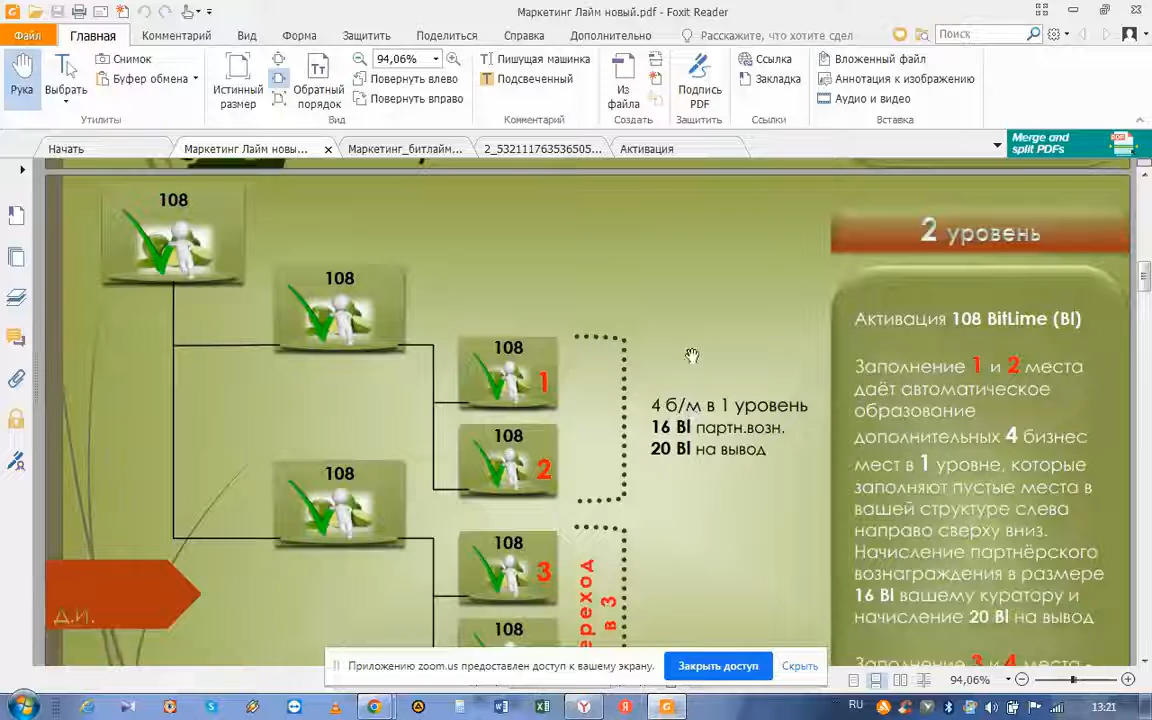 Маркетинг Лайм новый.pdf - Foxit Reader
Файл
Главная
Комментарий
Вид
Форма
Защитить
Поделиться
Справка
Дополнительно
Расскажите, что хотите сдел
Поиск
Рука
Выбрать
Снимок
Буфер обмена
Утилиты
Истинный размер
Обратный порядок
94,06%
Повернуть влево
Повернуть вправо
Вид
Пишущая машинка
Подсвеченный
Комментарий
Из файла
Создать
Подпись PDF
Защитить
Ссылка
Закладка
Ссылки
Вложенный файл
Аннотация к изображению
Аудио и видео
Вставка
Начать
Маркетинг Лайм новы...
Маркетинг_битлайм...
2_532111763536505...
Активация
Merge and
split PDFs
108
108
108
1
108
2
108
108
3
108
4 б/м в 1 уровень
16 Bl партн.возн.
20 Bl на вывод
ереход
в 3
Д.И.
2 уровень
Активация 108 BitLime (Bl)
Заполнение 1 и 2 места
даёт автоматическое
образование
дополнительных 4 бизнес
мест в 1 уровне, которые
заполняют пустые места в
вашей структуре слева
направо сверху вниз.
Начисление партнёрского
вознаграждения в размере
16 Bl вашему куратору и
начисление 20 Bl на вывод
Заполнение 3 и 4 места -
Приложению zoom.us предоставлен доступ к вашему экрану.
Закрыть доступ
Скрыть
94,06%
RU
13:21